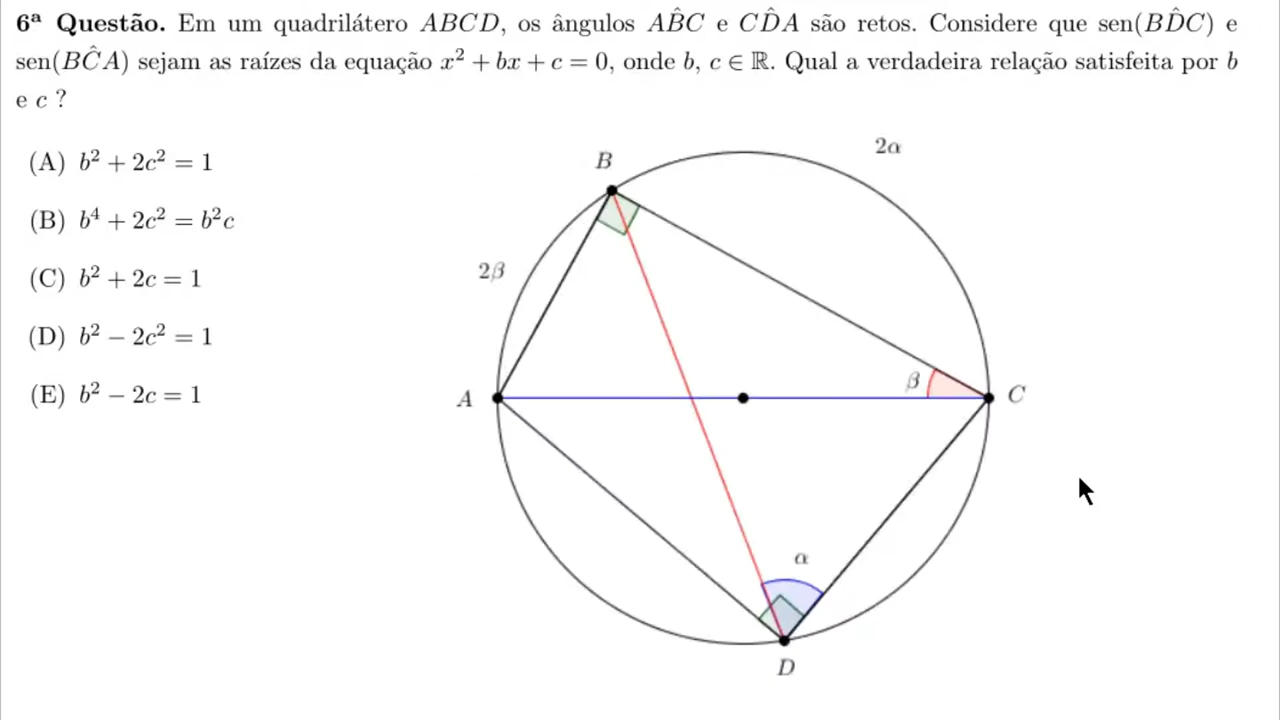 6ª Questão. Em um quadrilátero ABCD, os ângulos AB̂C e CD̂A são retos. Considere que sen(BD̂C) e
sen(BĈA) sejam as raízes da equação x² + bx + c = 0, onde b, c ∈ ℝ. Qual a verdadeira relação satisfeita por b
e c ?
(A) b² + 2c² = 1
(B) b⁴ + 2c² = b²c
(C) b² + 2c = 1
(D) b² − 2c² = 1
(E) b² − 2c = 1
B
2α
2β
β
A
C
α
D